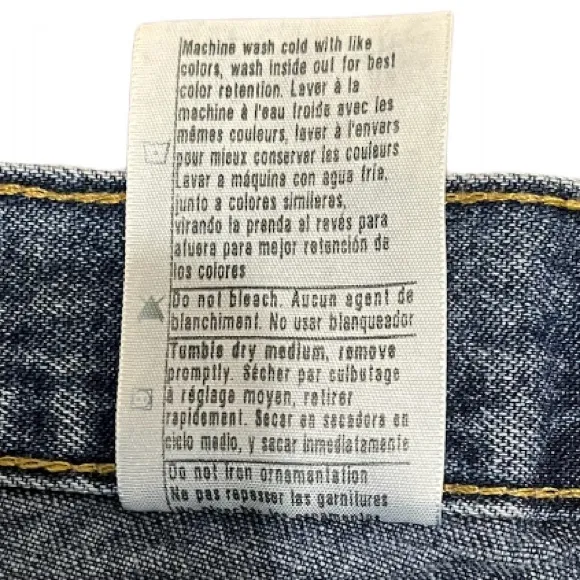 Machine wash cold with like
colors, wash inside out for best
color retention. Laver à la
machine à l'eau froide avec les
mêmes couleurs, laver à l'envers
pour mieux conserver les couleurs
Lavar a máquina con agua fría,
junto a colores similares,
virando la prenda al revés para
afuera para mejor retención de
los colores
Do not bleach. Aucun agent de
blanchiment. No usar blanqueador
Tumble dry medium, remove
promptly. Sécher par culbutage
à réglage moyen, retirer
rapidement. Secar en secadora en
ciclo medio, y sacar inmediatamente
Do not iron ornamentation
Ne pas repasser les garnitures
No planche los ornamentos